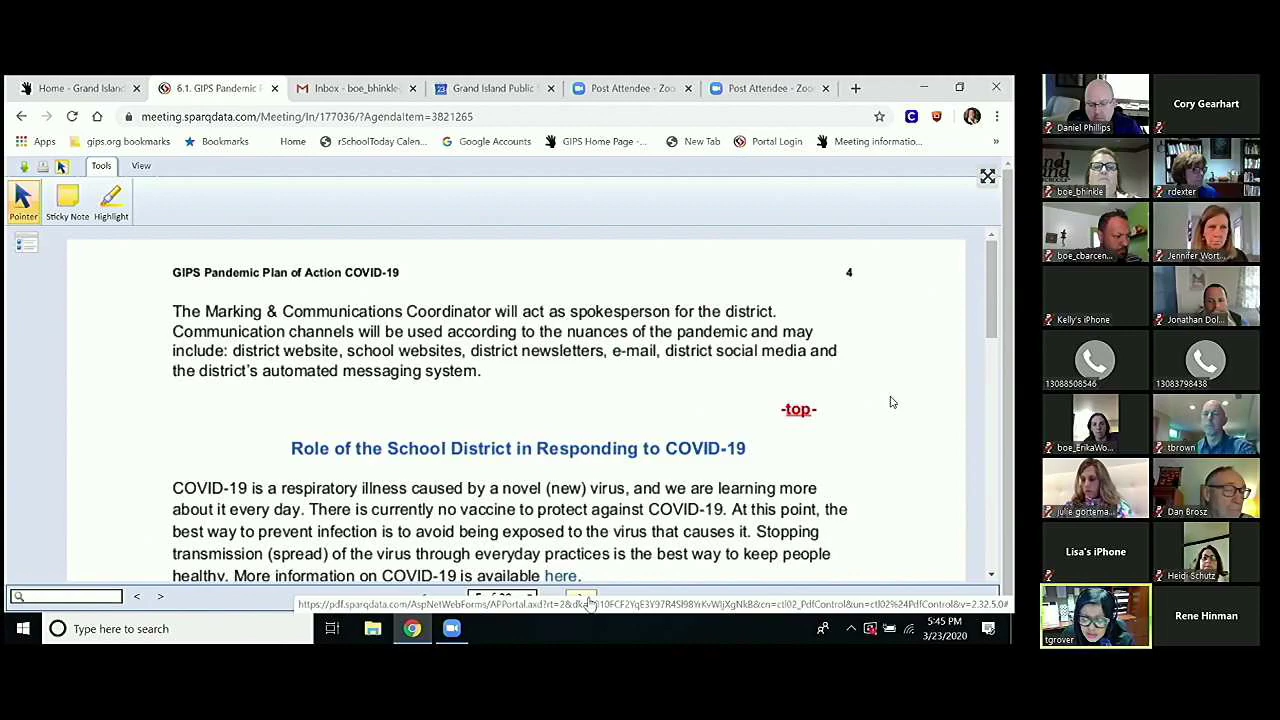 Home - Grand Island
6.1. GIPS Pandemic P
Inbox - boe_bhinkle
Grand Island Public
Post Attendee - Zoo
Post Attendee - Zoo
meeting.sparqdata.com/Meeting/In/177036/?AgendaItem=3821265
Apps
gips.org bookmarks
Bookmarks
Home
rSchoolToday Calen...
Google Accounts
GIPS Home Page -...
New Tab
Portal Login
Meeting informatio...
»
Tools
View
Pointer
Sticky Note
Highlight
GIPS Pandemic Plan of Action COVID-19
4
The Marking & Communications Coordinator will act as spokesperson for the district.
Communication channels will be used according to the nuances of the pandemic and may
include: district website, school websites, district newsletters, e-mail, district social media and
the district's automated messaging system.
-top-
Role of the School District in Responding to COVID-19
COVID-19 is a respiratory illness caused by a novel (new) virus, and we are learning more
about it every day. There is currently no vaccine to protect against COVID-19. At this point, the
best way to prevent infection is to avoid being exposed to the virus that causes it. Stopping
transmission (spread) of the virus through everyday practices is the best way to keep people
healthy. More information on COVID-19 is available here.
Type here to search
5:45 PM
3/23/2020
Daniel Phillips
Cory Gearhart
boe_bhinkle
rdexter
boe_cbarcen...
Jennifer Wort...
Kelly's iPhone
Jonathan Dol...
13088508546
13083798438
boe_ErikaWo...
tbrown
julie.gortema...
Dan Brosz
Lisa's iPhone
Heidi Schutz
tgrover
Rene Hinman